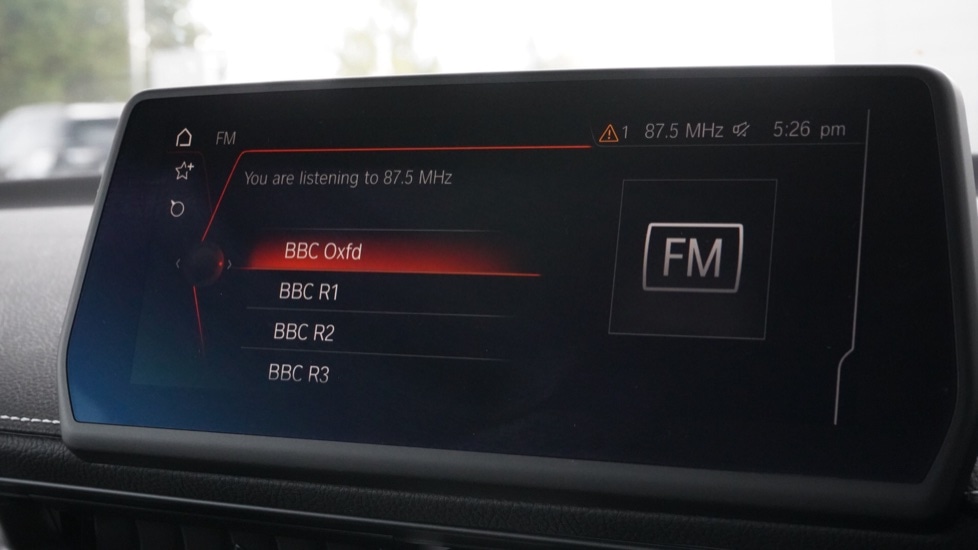 FM
1 87.5 MHz 5:26 pm
You are listening to 87.5 MHz
BBC Oxfd
BBC R1
BBC R2
BBC R3
FM